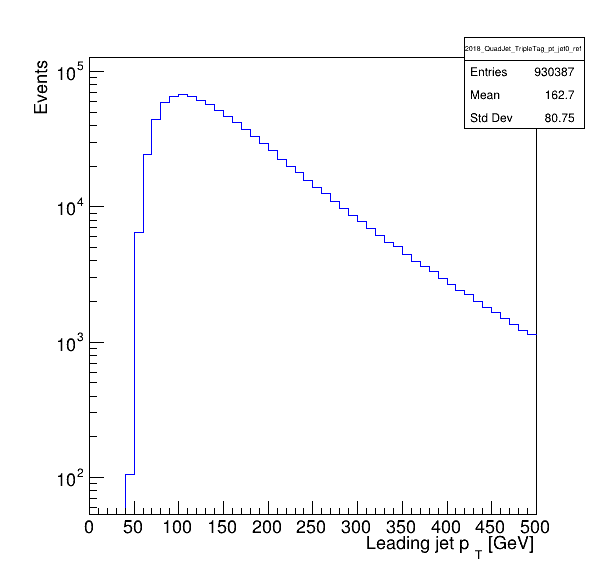 2018_QuadJet_TripleTag_pt_jet0_ref
Entries 930387
Mean 162.7
Std Dev 80.75
Events
10^5
10^4
10^3
10^2
0 50 100 150 200 250 300 350 400 450 500
Leading jet p_T [GeV]